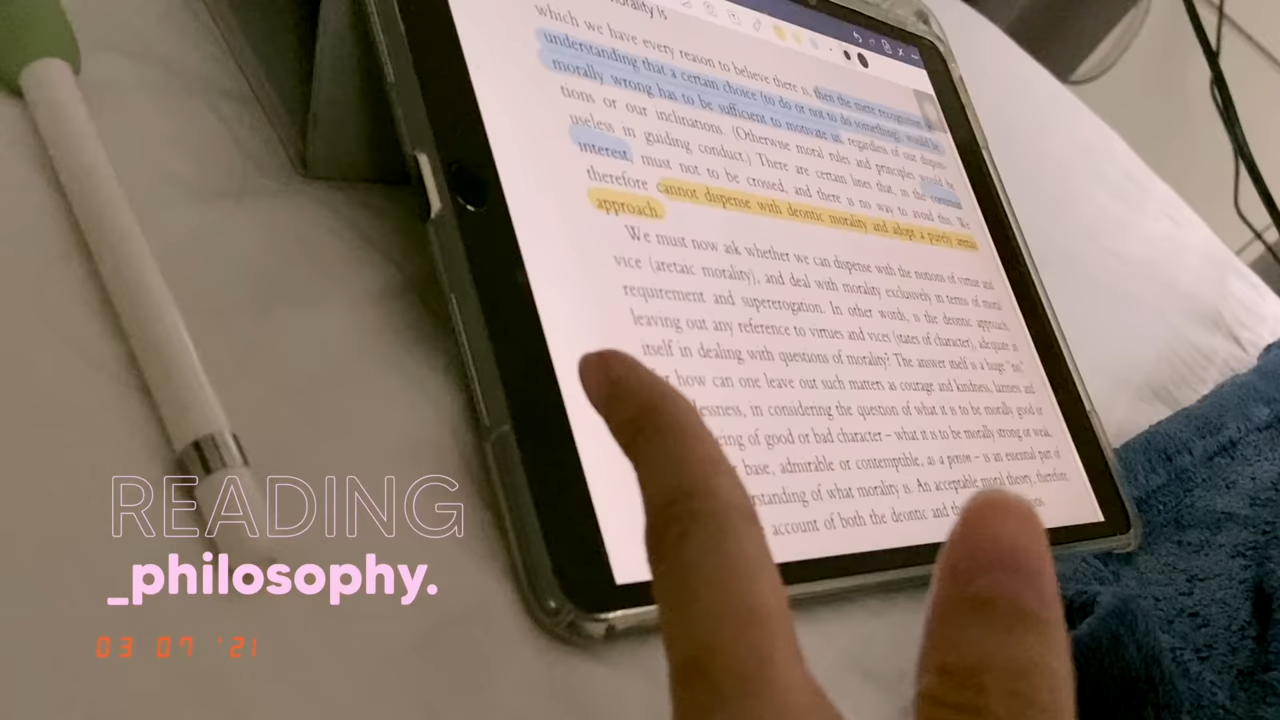 morality is
which we have every reason to believe there is, then the mere recognition
understanding that a certain choice (to do or not to do something) would be
morally wrong has to be sufficient to motivate us, regardless of our disposi-
tions or our inclinations. (Otherwise moral rules and principles would be
useless in guiding conduct.) There are certain lines that, in the common
interest, must not to be crossed, and there is no way to avoid this. We
therefore cannot dispense with deontic morality and adopt a purely aretaic
approach.
We must now ask whether we can dispense with the notions of virtue and
vice (aretaic morality), and deal with morality exclusively in terms of moral
requirement and supererogation. In other words, is the deontic approach,
leaving out any reference to virtues and vices (states of character), adequate in
itself in dealing with questions of morality? The answer itself is a huge "no."
how can one leave out such matters as courage and kindness, laziness and
lessness, in considering the question of what it is to be morally good or
being of good or bad character – what it is to be morally strong or weak,
base, admirable or contemptible, as a person – is an essential part of
rstanding of what morality is. An acceptable moral theory, therefore,
account of both the deontic and th
READING
_philosophy.
03 07 '21